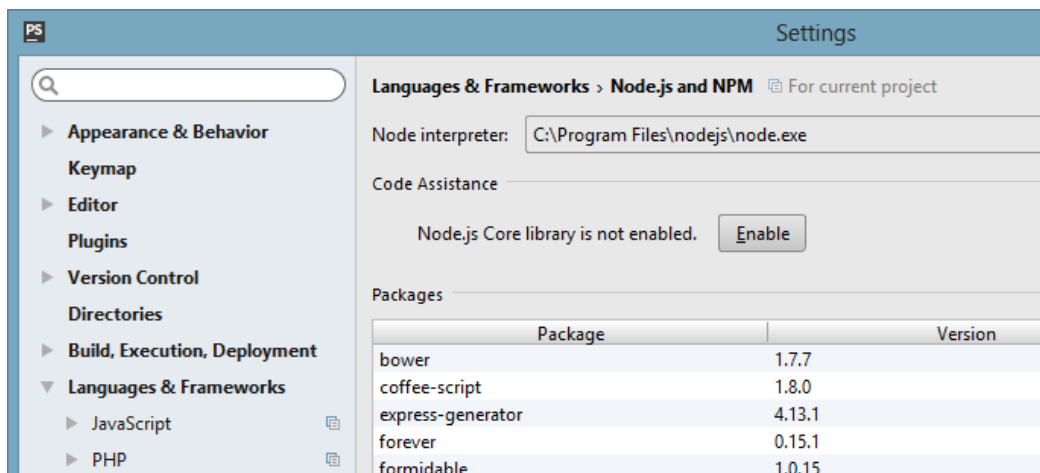 PS
Settings
Appearance & Behavior
Keymap
Editor
Plugins
Version Control
Directories
Build, Execution, Deployment
Languages & Frameworks
JavaScript
PHP
Languages & Frameworks › Node.js and NPM For current project
Node interpreter: C:\Program Files\nodejs\node.exe
Code Assistance
Node.js Core library is not enabled. Enable
Packages
Package Version
bower 1.7.7
coffee-script 1.8.0
express-generator 4.13.1
forever 0.15.1
formidable 1.0.15